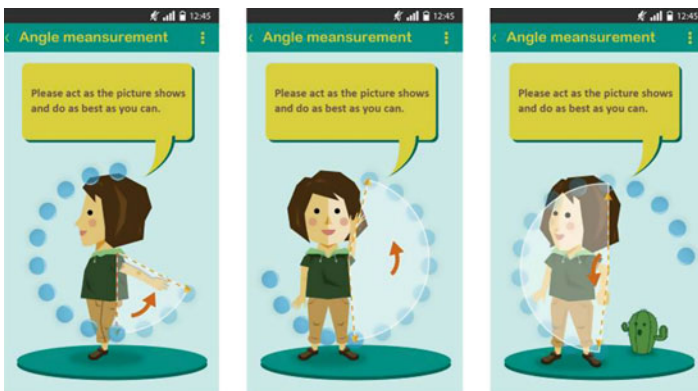 12:45
‹ Angle meansurement
Please act as the picture shows
and do as best as you can.
12:45
‹ Angle meansurement
Please act as the picture shows
and do as best as you can.
12:45
‹ Angle meansurement
Please act as the picture shows
and do as best as you can.